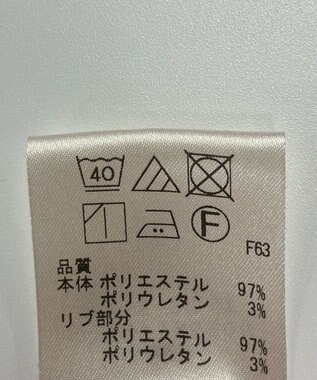 40
F
F63
品質
本体 ポリエステル 97%
ポリウレタン 3%
リブ部分
ポリエステル 97%
ポリウレタン 3%